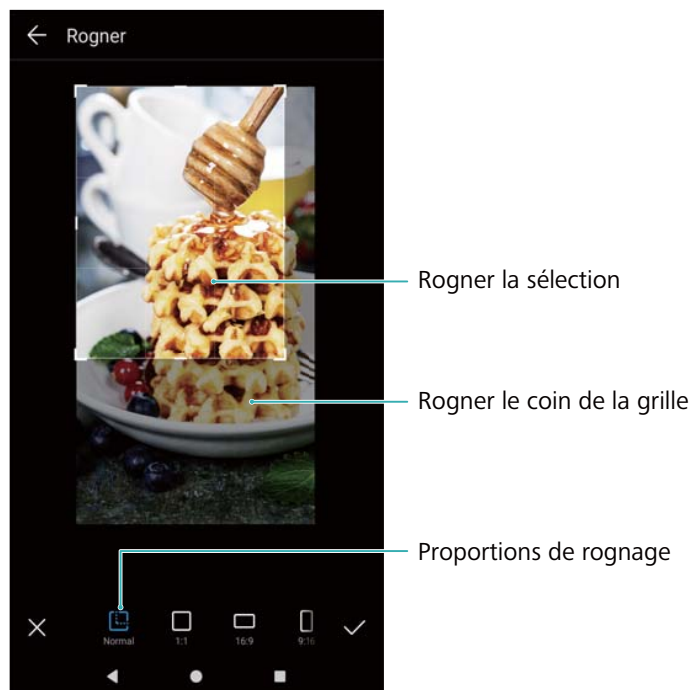 Rogner
Rogner la sélection
Rogner le coin de la grille
Proportions de rognage
Normal
1:1
16:9
9:16